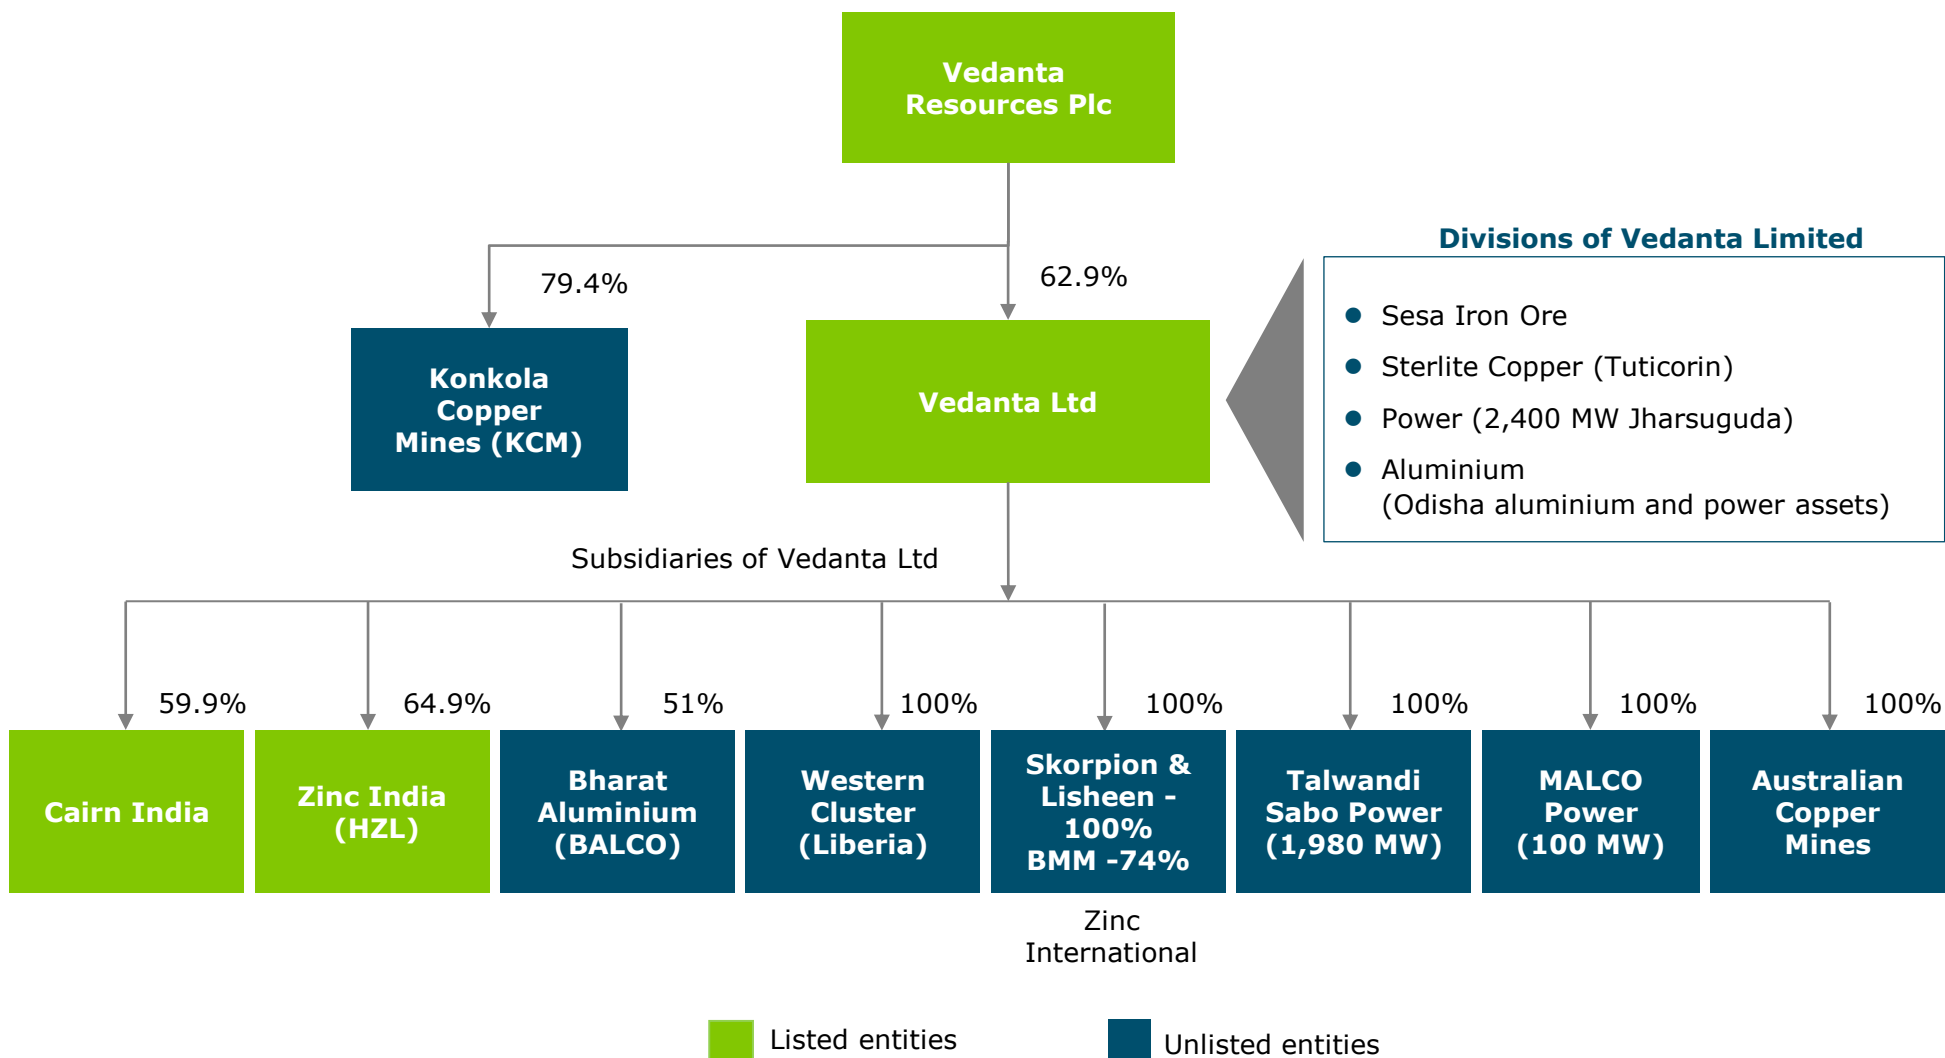 Vedanta
Resources Plc
79.4%
62.9%
Konkola
Copper
Mines (KCM)
Vedanta Ltd
Divisions of Vedanta Limited
Sesa Iron Ore
Sterlite Copper (Tuticorin)
Power (2,400 MW Jharsuguda)
Aluminium
(Odisha aluminium and power assets)
Subsidiaries of Vedanta Ltd
59.9%
64.9%
51%
100%
100%
100%
100%
100%
Cairn India
Zinc India
(HZL)
Bharat
Aluminium
(BALCO)
Western
Cluster
(Liberia)
Skorpion &
Lisheen -
100%
BMM -74%
Talwandi
Sabo Power
(1,980 MW)
MALCO
Power
(100 MW)
Australian
Copper
Mines
Zinc
International
Listed entities
Unlisted entities